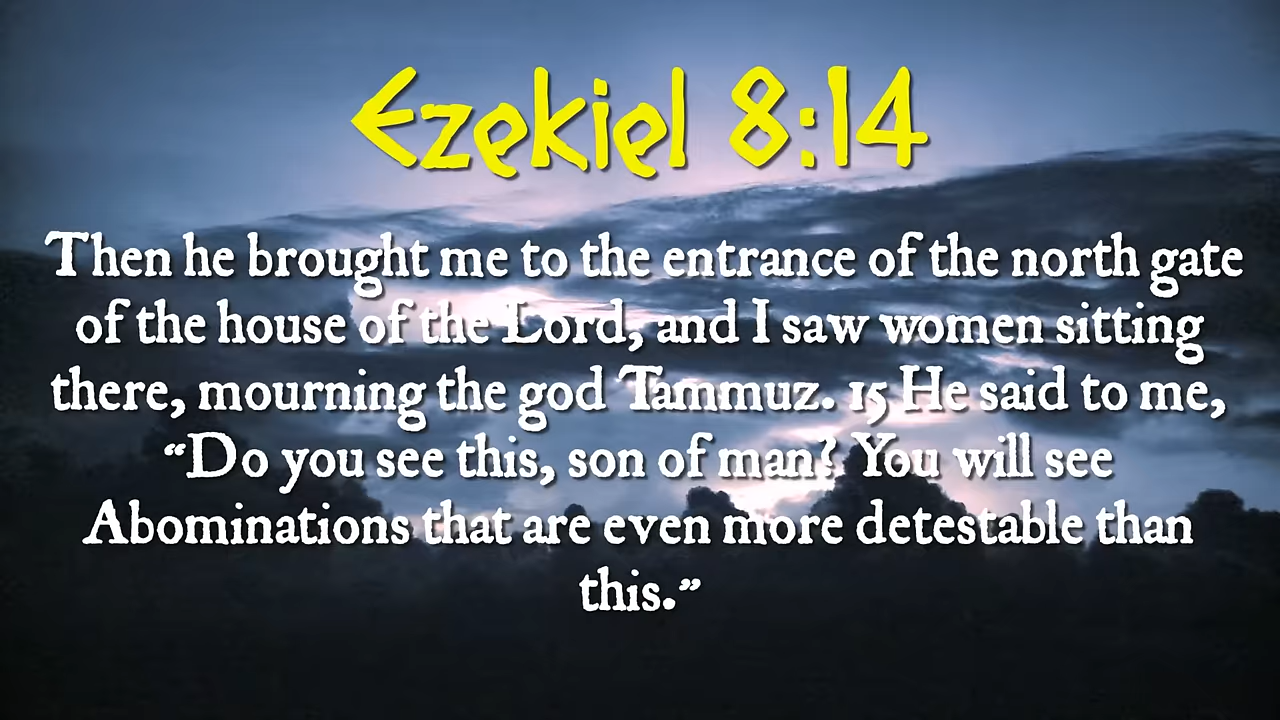 Ezekiel 8:14
Then he brought me to the entrance of the north gate
of the house of the Lord, and I saw women sitting
there, mourning the god Tammuz. 15 He said to me,
“Do you see this, son of man? You will see
Abominations that are even more detestable than
this.”